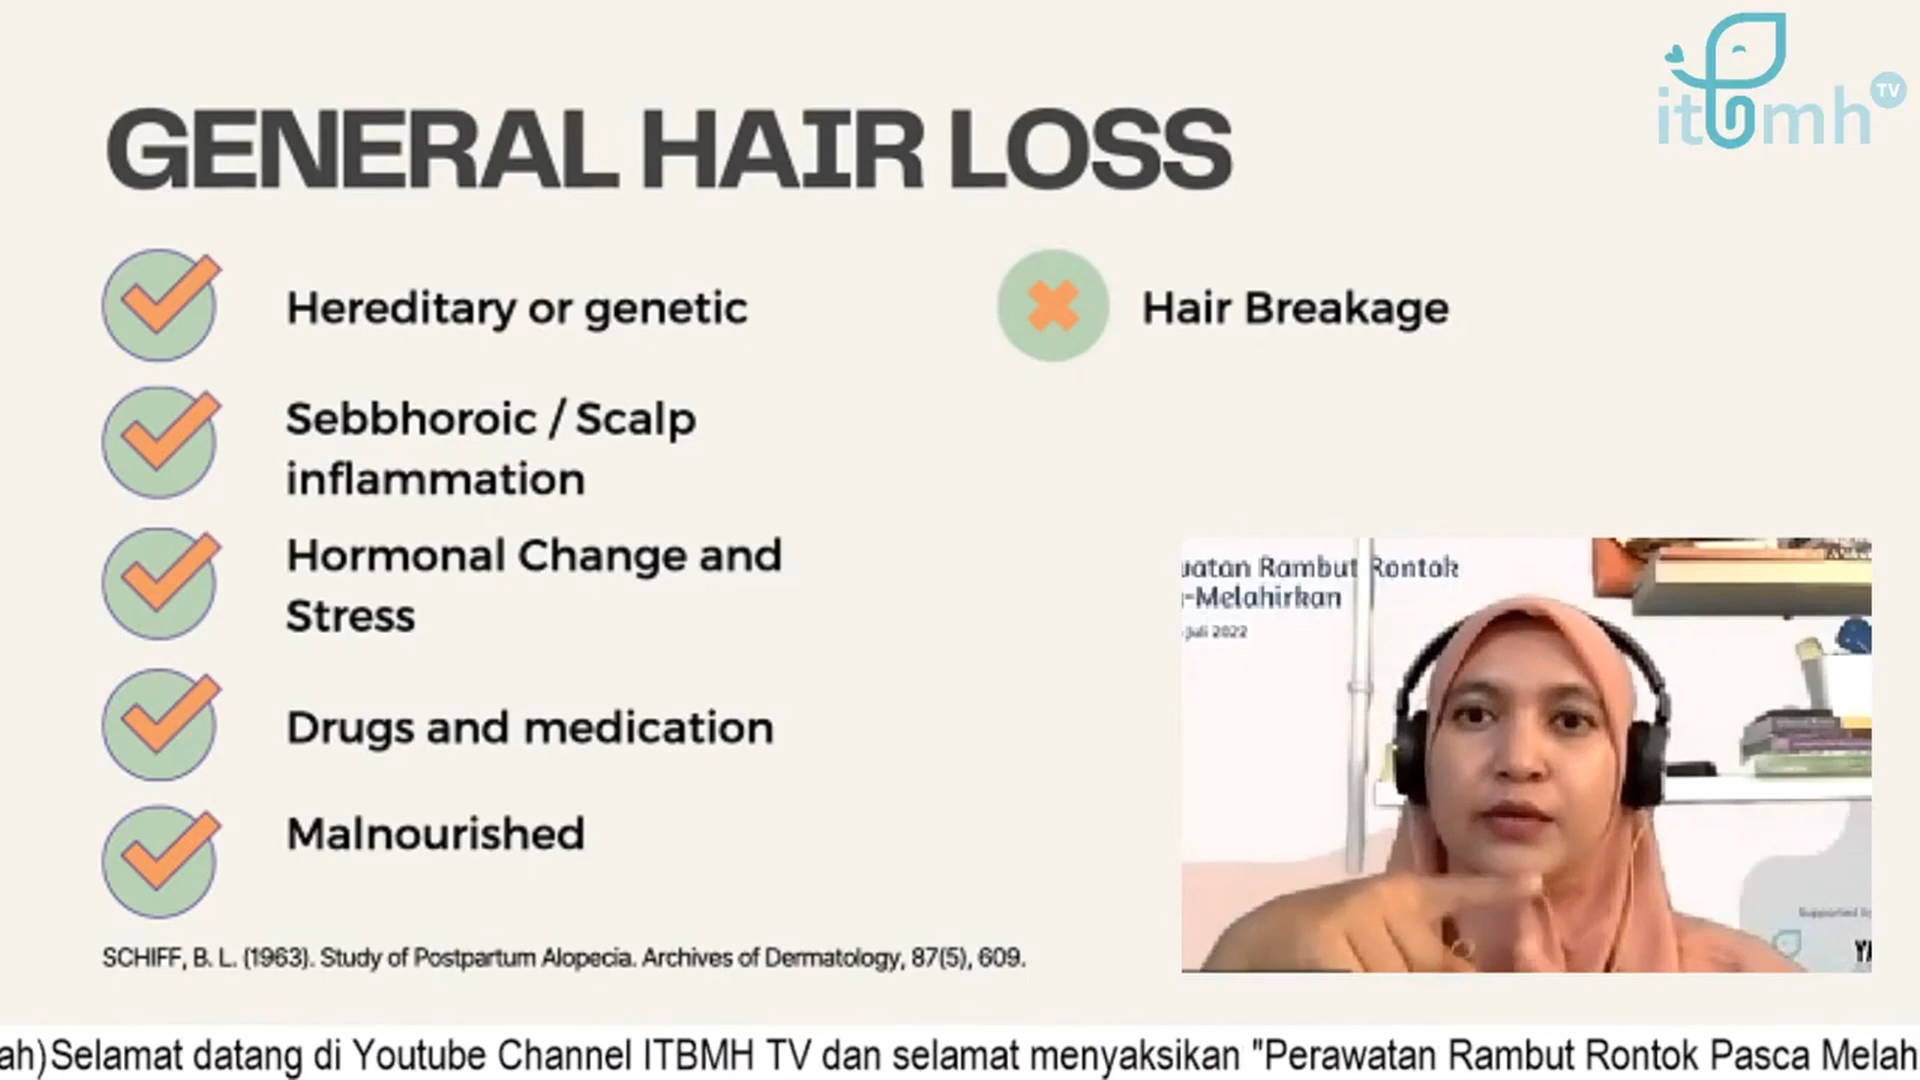 itbmh TV
GENERAL HAIR LOSS
Hereditary or genetic
Hair Breakage
Sebbhoroic / Scalp
inflammation
Hormonal Change and
Stress
Drugs and medication
Malnourished
SCHIFF, B. L. (1963). Study of Postpartum Alopecia. Archives of Dermatology, 87(5), 609.
Rambut Rontok
-Melahirkan
Juli 2022
Supported
ah)Selamat datang di Youtube Channel ITBMH TV dan selamat menyaksikan "Perawatan Rambut Rontok Pasca Melah